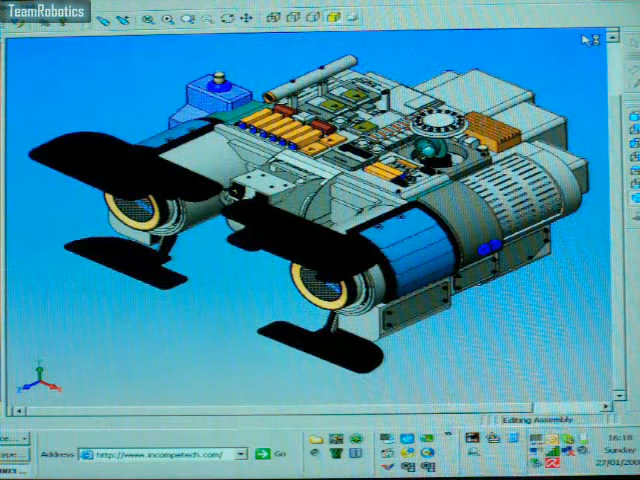 TeamRobotics
Editing Assembly
16:18
Address http://www.incompetech.com/ Go
Sunday